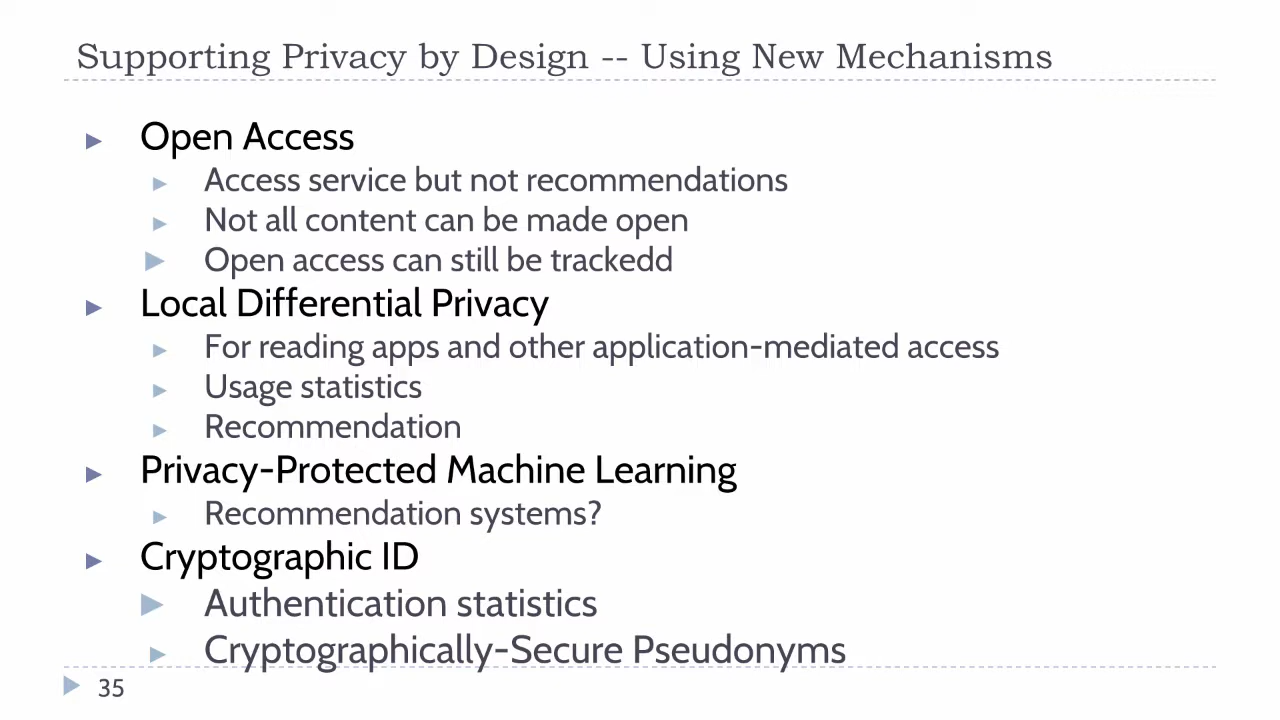 Supporting Privacy by Design -- Using New Mechanisms
Open Access
Access service but not recommendations
Not all content can be made open
Open access can still be trackedd
Local Differential Privacy
For reading apps and other application-mediated access
Usage statistics
Recommendation
Privacy-Protected Machine Learning
Recommendation systems?
Cryptographic ID
Authentication statistics
Cryptographically-Secure Pseudonyms
35